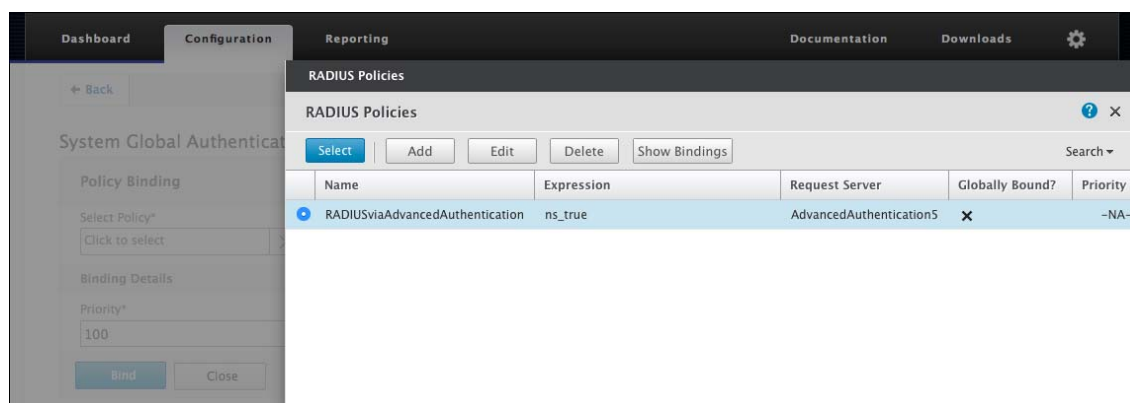 Dashboard Configuration Reporting Documentation Downloads
RADIUS Policies
← Back
RADIUS Policies
System Global Authenticat
Select Add Edit Delete Show Bindings Search
Policy Binding
Name Expression Request Server Globally Bound? Priority
Select Policy*
RADIUSviaAdvancedAuthentication ns_true AdvancedAuthentication5 ✕ -NA-
Click to select
Binding Details
Priority*
100
Bind Close